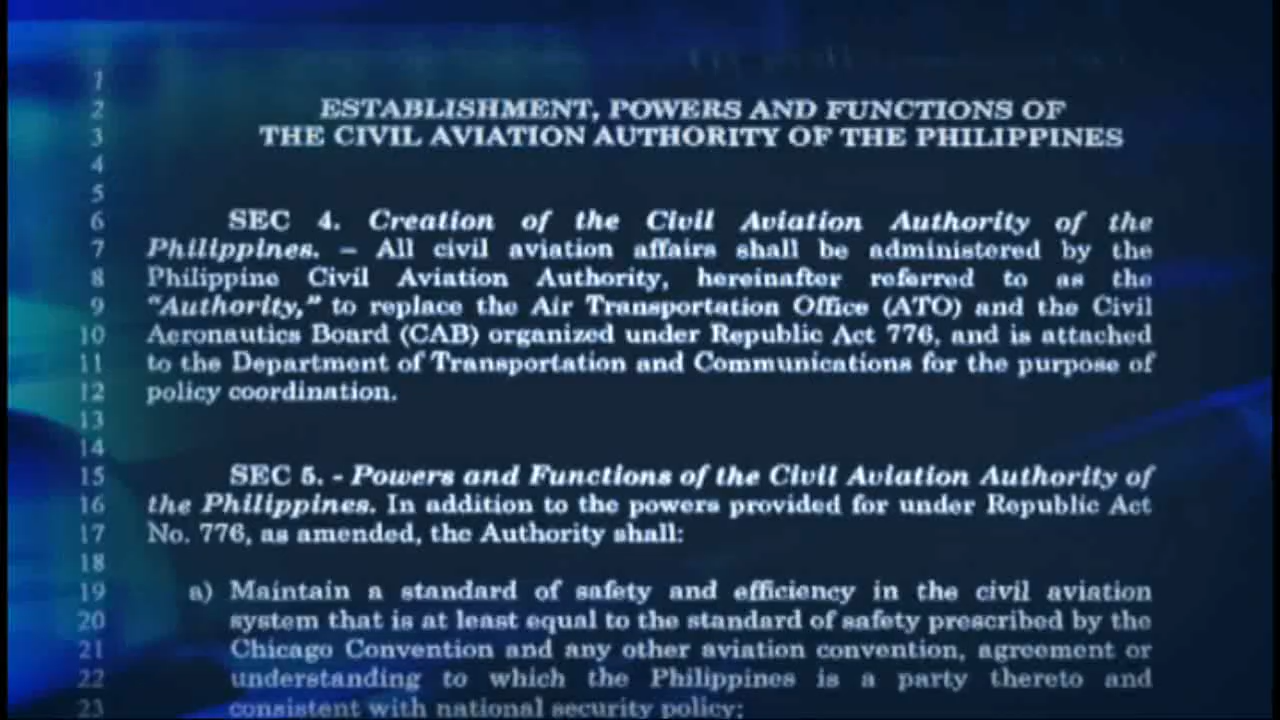 1
2 ESTABLISHMENT, POWERS AND FUNCTIONS OF
3 THE CIVIL AVIATION AUTHORITY OF THE PHILIPPINES
4
5
6 SEC 4. Creation of the Civil Aviation Authority of the
7 Philippines. – All civil aviation affairs shall be administered by the
8 Philippine Civil Aviation Authority, hereinafter referred to as the
9 "Authority," to replace the Air Transportation Office (ATO) and the Civil
10 Aeronautics Board (CAB) organized under Republic Act 776, and is attached
11 to the Department of Transportation and Communications for the purpose of
12 policy coordination.
13
14
15 SEC 5. - Powers and Functions of the Civil Aviation Authority of
16 the Philippines. In addition to the powers provided for under Republic Act
17 No. 776, as amended, the Authority shall:
18
19 a) Maintain a standard of safety and efficiency in the civil aviation
20 system that is at least equal to the standard of safety prescribed by the
21 Chicago Convention and any other aviation convention, agreement or
22 understanding to which the Philippines is a party thereto and
23 consistent with national security policy;